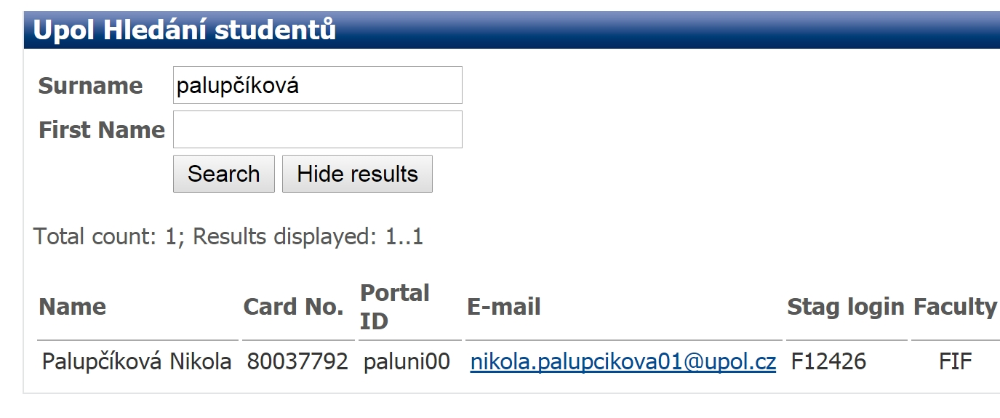 Upol Hledání studentů
Surname palupčíková
First Name
Search Hide results
Total count: 1; Results displayed: 1..1
Name Card No. Portal ID E-mail Stag login Faculty
Palupčíková Nikola 80037792 paluni00 nikola.palupcikova01@upol.cz F12426 FIF